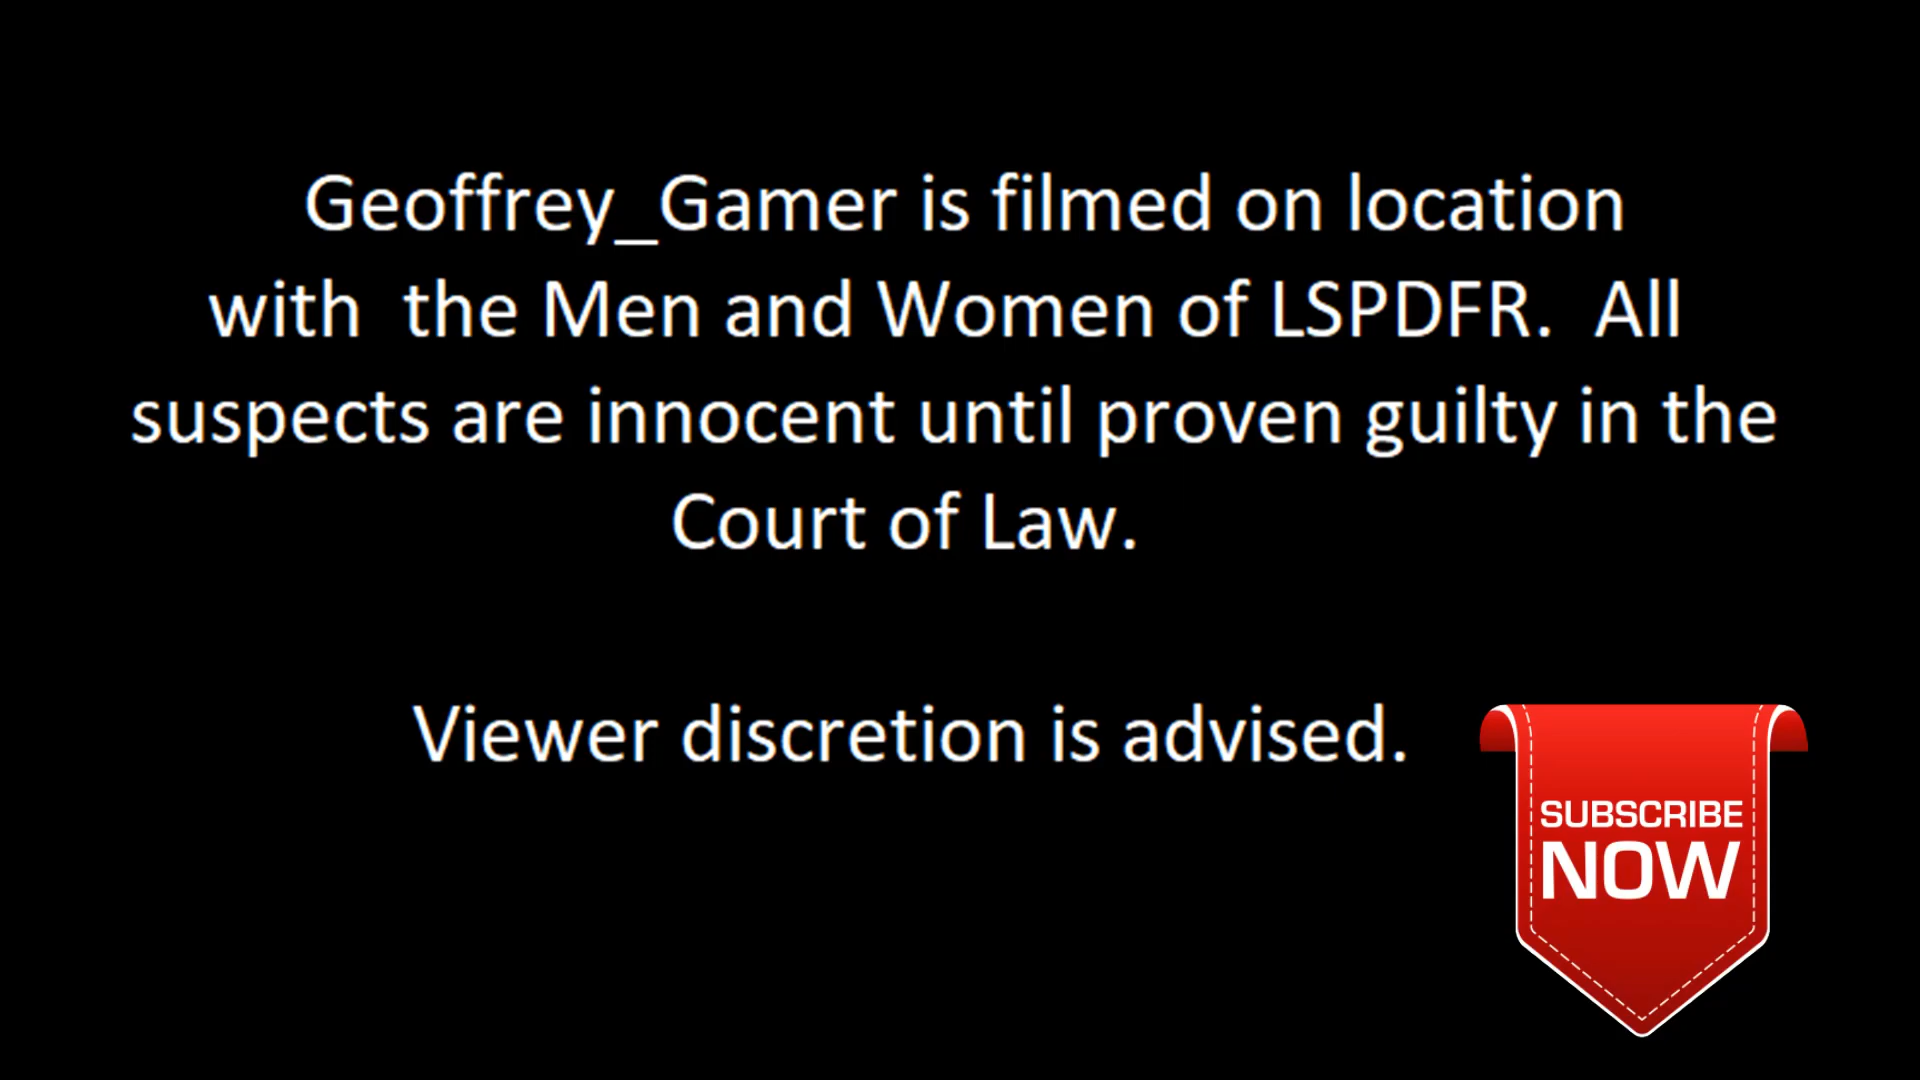 Geoffrey_Gamer is filmed on location
with  the Men and Women of LSPDFR.  All
suspects are innocent until proven guilty in the
Court of Law.
Viewer discretion is advised.
SUBSCRIBE
NOW